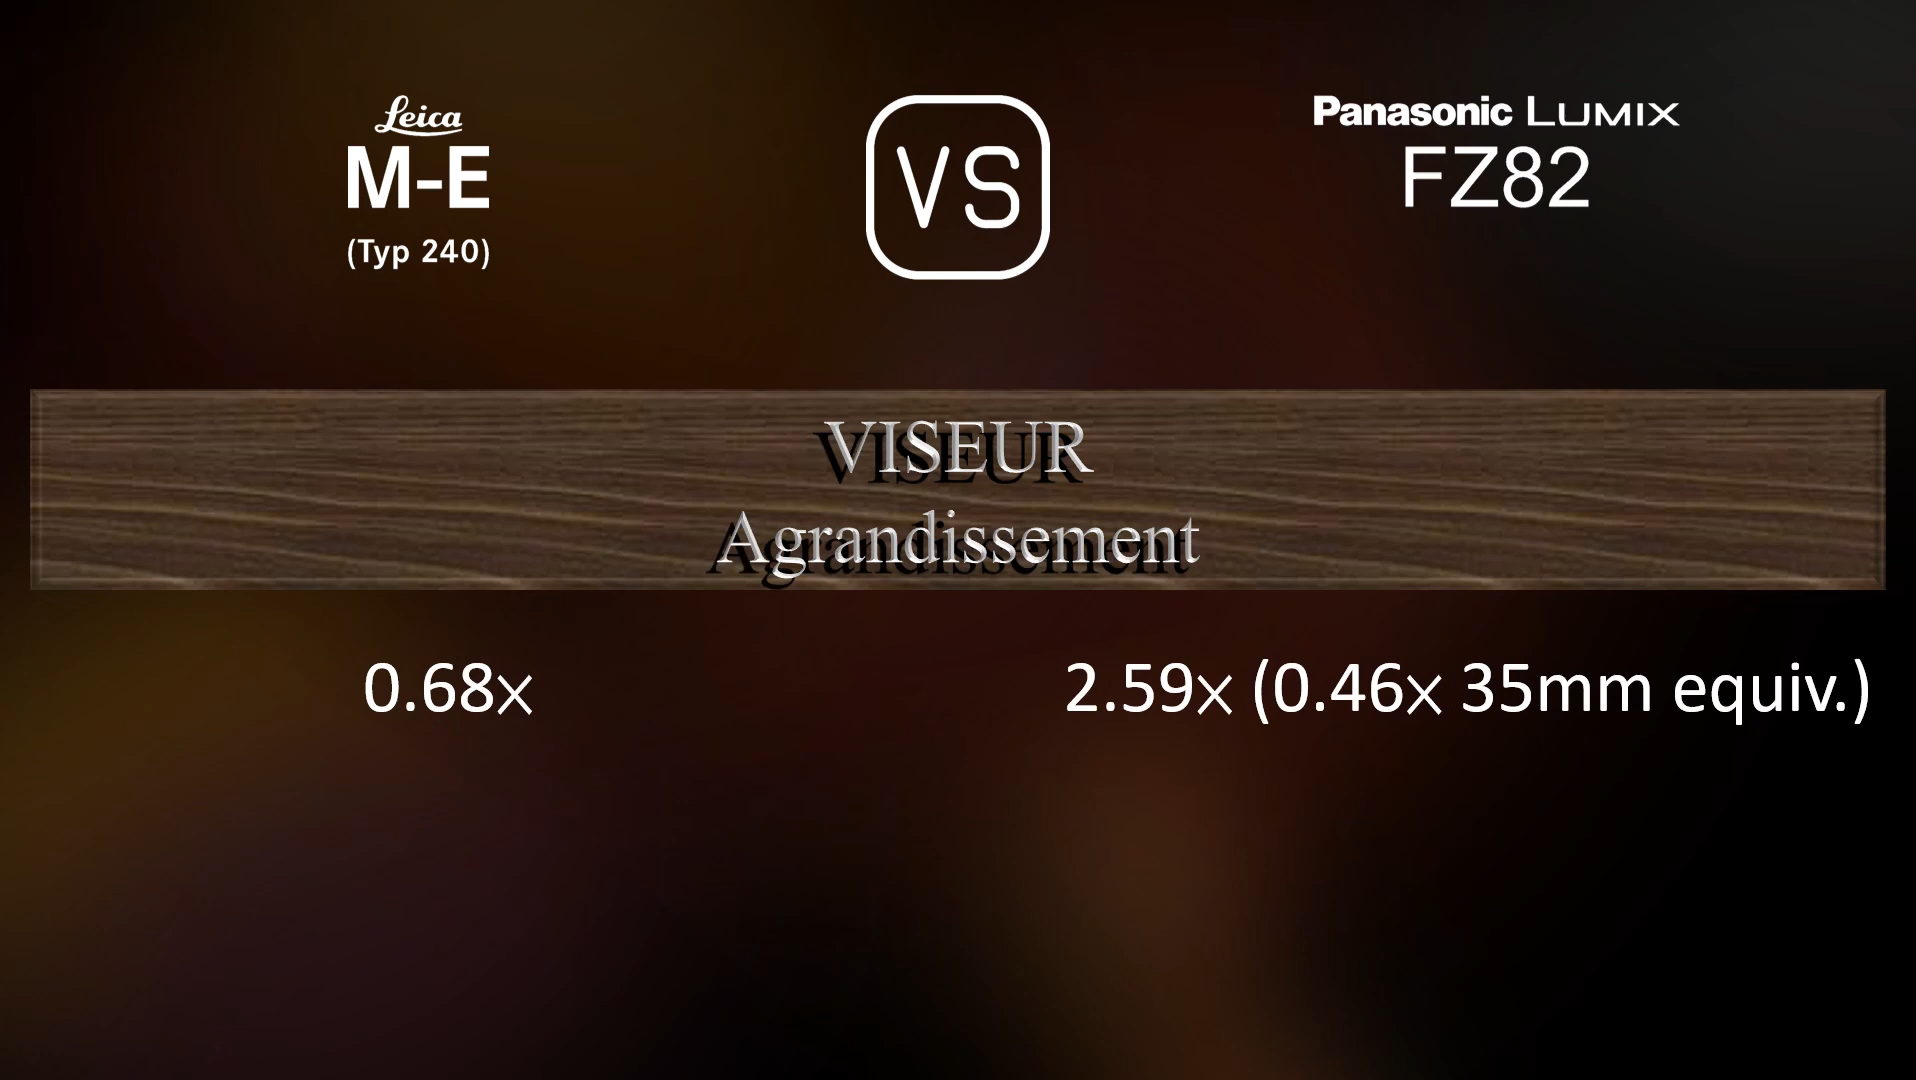 Leica
M-E
(Typ 240)
VS
Panasonic LUMIX
FZ82
VISEUR
Agrandissement
0.68x
2.59x (0.46x 35mm equiv.)